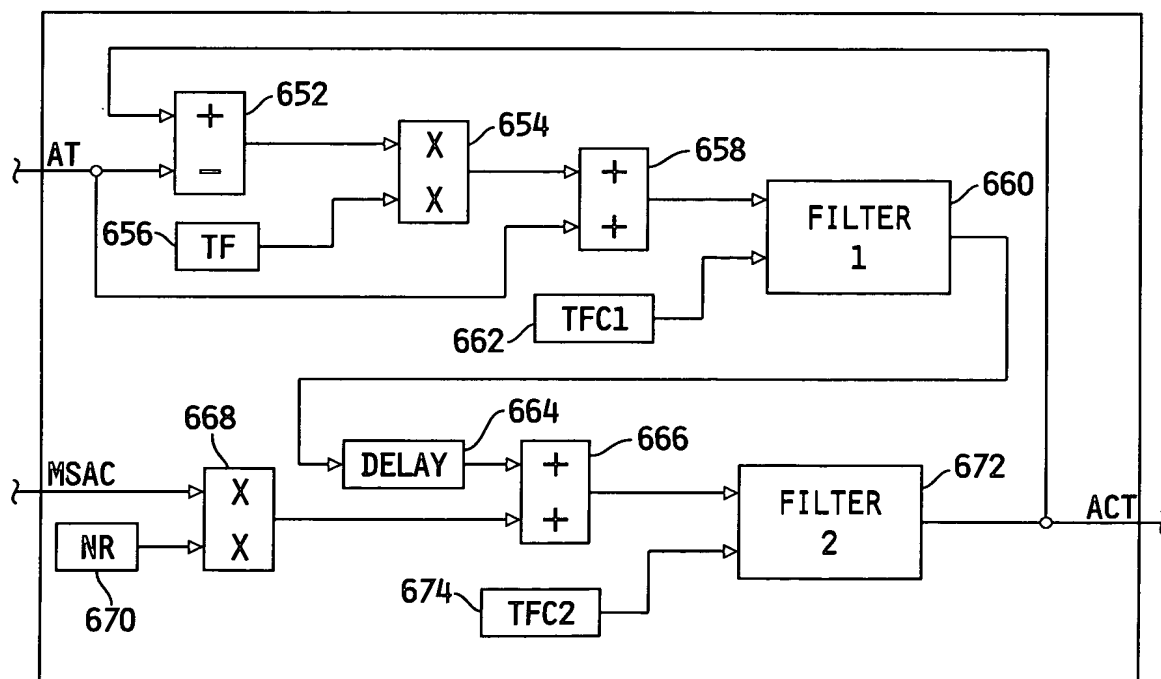 652
+
-
AT
654
X
X
658
+
+
660
FILTER
1
656
TF
662
TFC1
668
664
666
DELAY
+
+
MSAC
X
X
672
FILTER
2
ACT
NR
670
674
TFC2